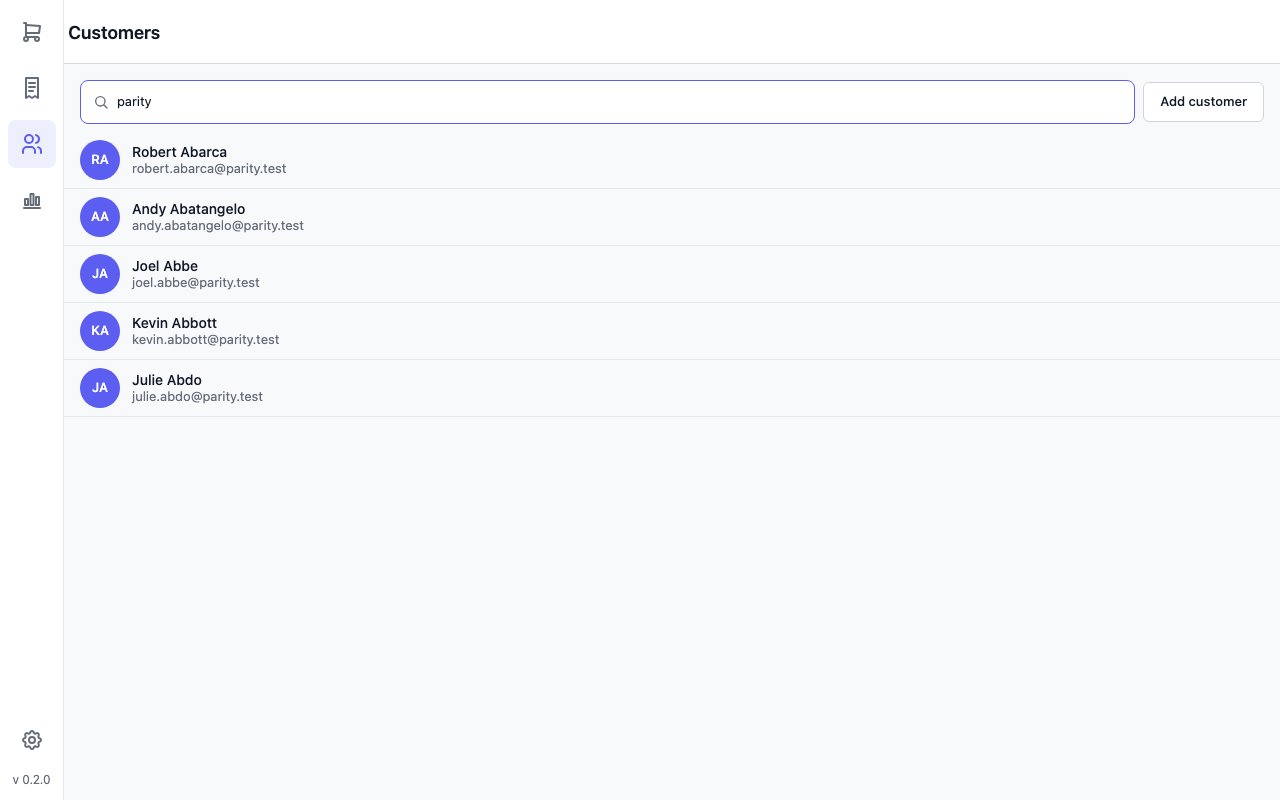 Customers
parity
Add customer
RA
Robert Abarca
robert.abarca@parity.test
AA
Andy Abatangelo
andy.abatangelo@parity.test
JA
Joel Abbe
joel.abbe@parity.test
KA
Kevin Abbott
kevin.abbott@parity.test
JA
Julie Abdo
julie.abdo@parity.test
v 0.2.0